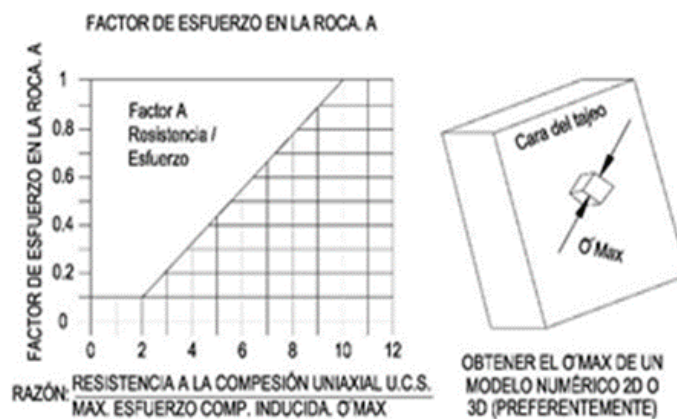 FACTOR DE ESFUERZO EN LA ROCA. A
FACTOR DE ESFUERZO EN LA ROCA. A
1
0.8
0.6
0.4
0.2
0
Factor A
Resistencia /
Esfuerzo
0 2 4 6 8 10 12
RAZÓN: RESISTENCIA A LA COMPESIÓN UNIAXIAL U.C.S.
MAX. ESFUERZO COMP. INDUCIDA. σ'MAX
Cara del tajeo
σ'Max
OBTENER EL σ'MAX DE UN
MODELO NUMÉRICO 2D O
3D (PREFERENTEMENTE)